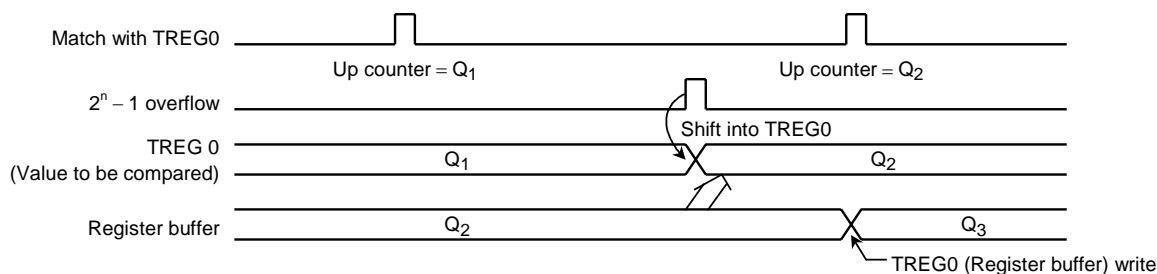 Match with TREG0
Up counter = Q₁
Up counter = Q₂
2ⁿ – 1 overflow
Shift into TREG0
TREG 0
(Value to be compared)
Q₁
Q₂
Register buffer
Q₂
Q₃
TREG0 (Register buffer) write